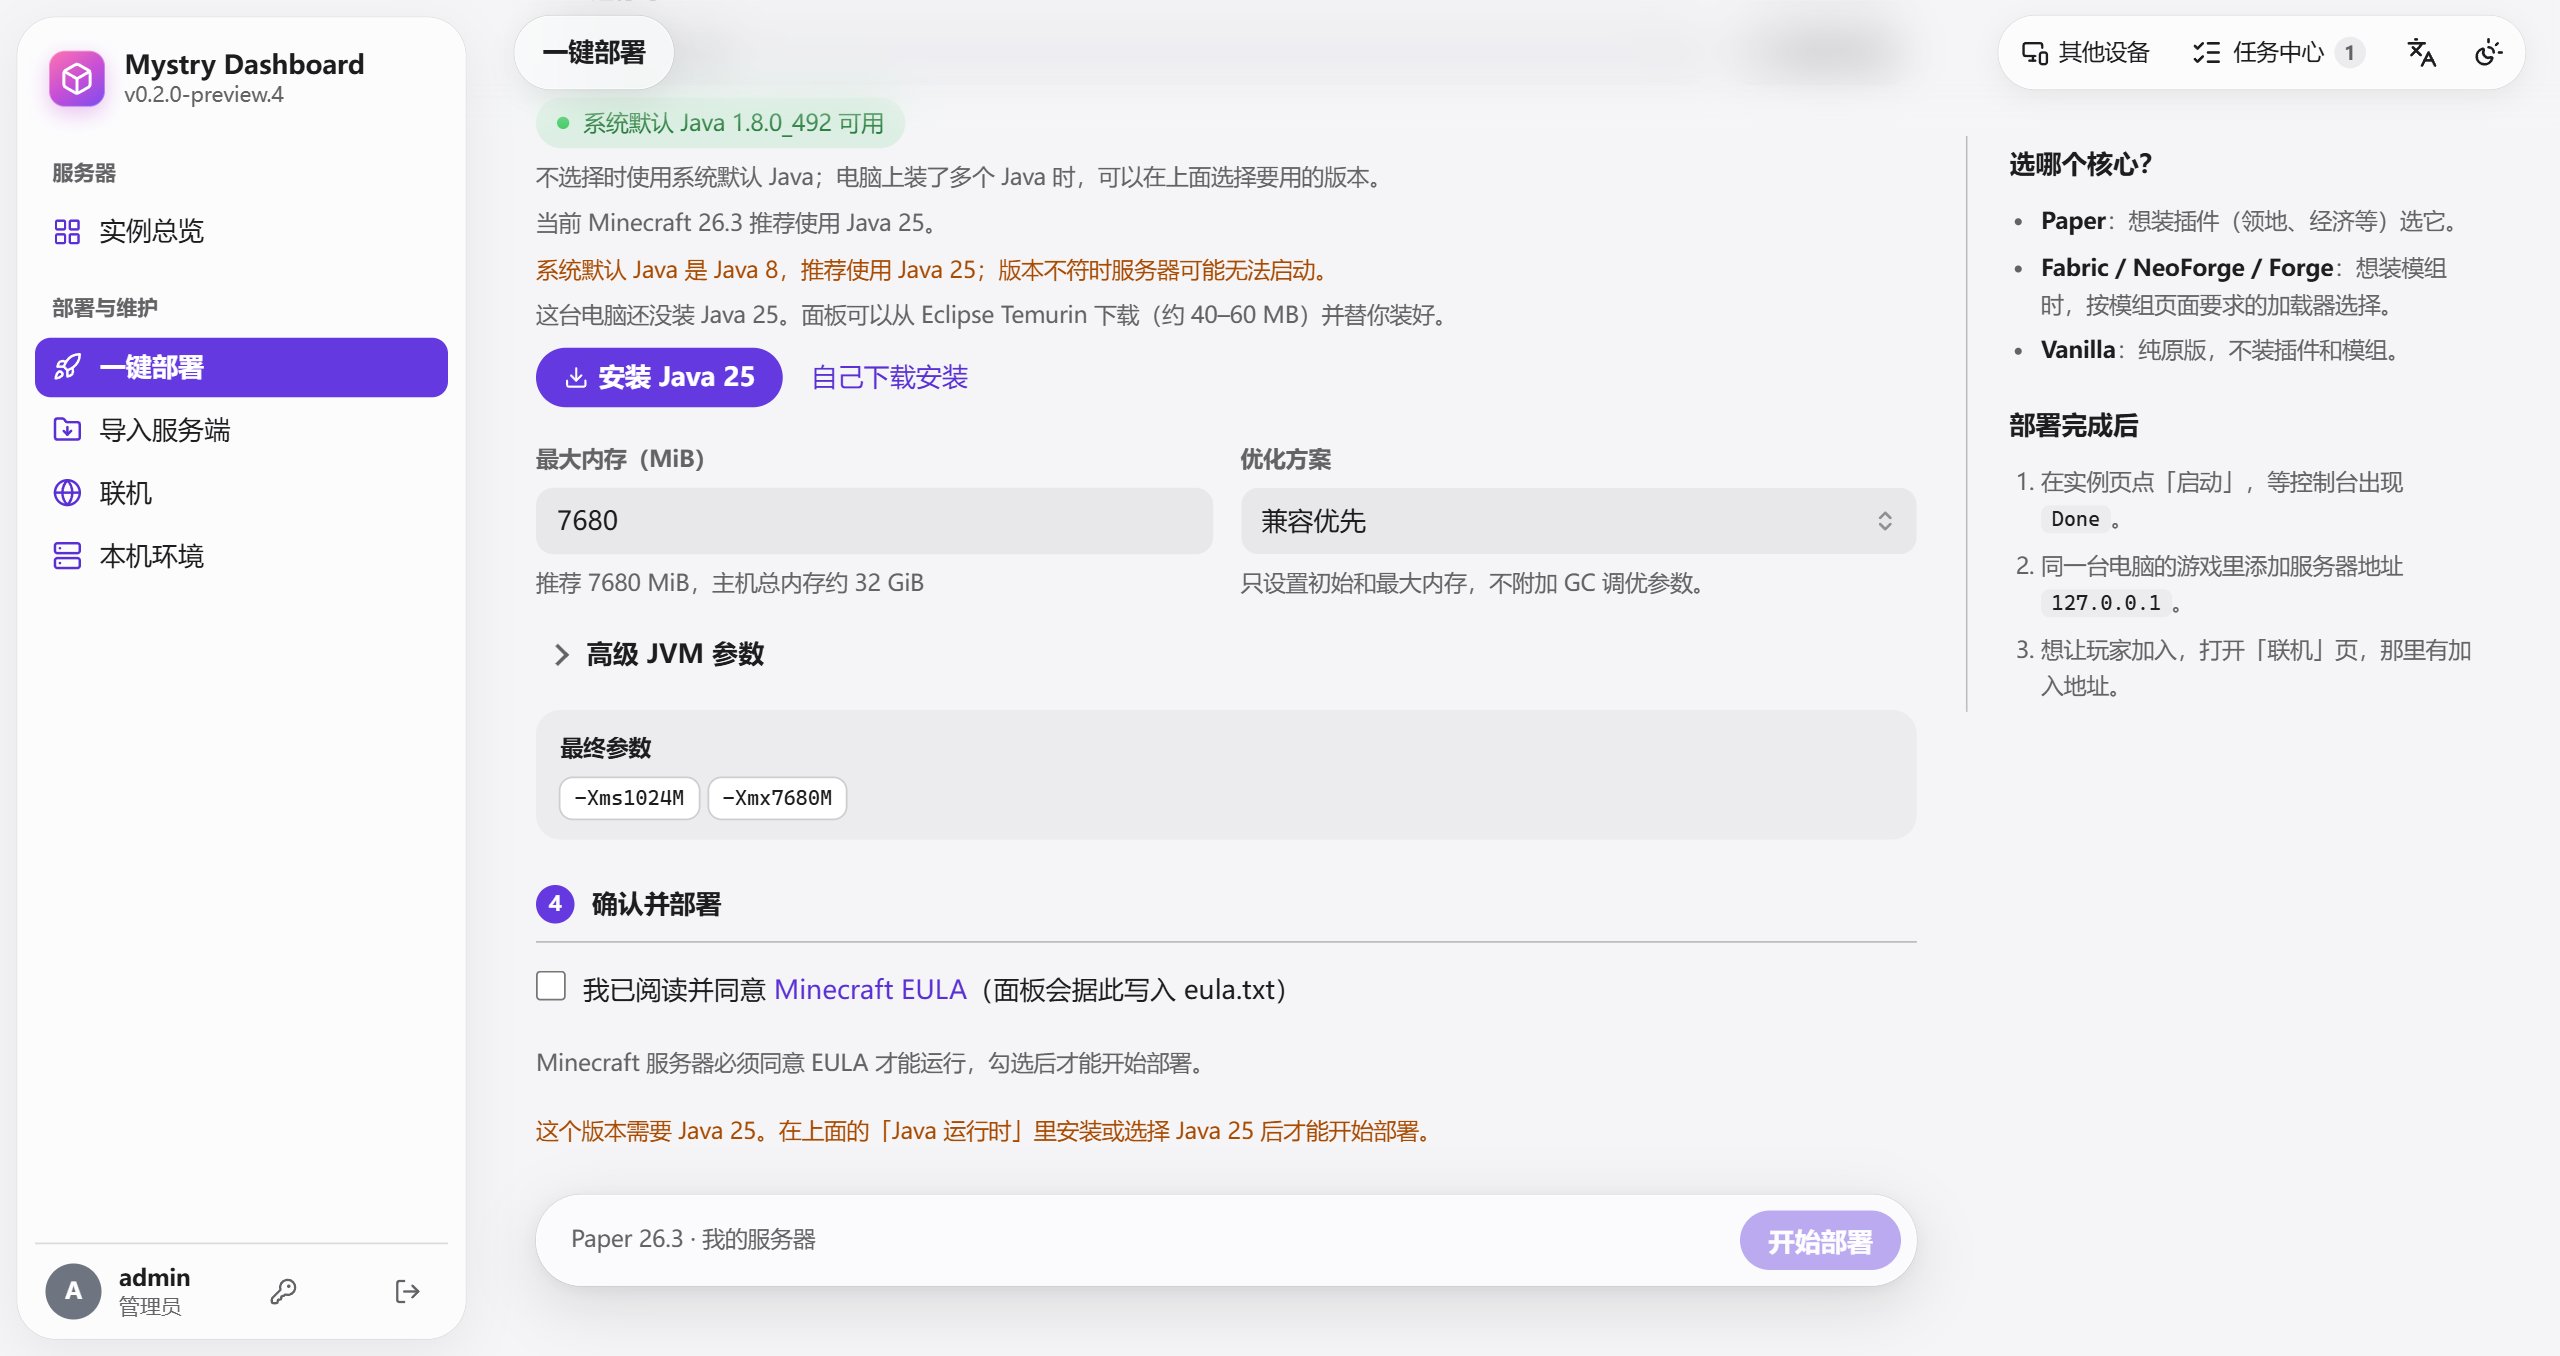 Mystry Dashboard
v0.2.0-preview.4
服务器
实例总览
部署与维护
一键部署
导入服务端
联机
本机环境
A
admin
管理员
一键部署
其他设备
任务中心 1
系统默认 Java 1.8.0_492 可用
不选择时使用系统默认 Java；电脑上装了多个 Java 时，可以在上面选择要用的版本。
当前 Minecraft 26.3 推荐使用 Java 25。
系统默认 Java 是 Java 8，推荐使用 Java 25；版本不符时服务器可能无法启动。
这台电脑还没装 Java 25。面板可以从 Eclipse Temurin 下载（约 40–60 MB）并替你装好。
安装 Java 25
自己下载安装
最大内存（MiB）
7680
推荐 7680 MiB，主机总内存约 32 GiB
优化方案
兼容优先
只设置初始和最大内存，不附加 GC 调优参数。
高级 JVM 参数
最终参数
-Xms1024M
-Xmx7680M
4
确认并部署
我已阅读并同意 Minecraft EULA（面板会据此写入 eula.txt）
Minecraft 服务器必须同意 EULA 才能运行，勾选后才能开始部署。
这个版本需要 Java 25。在上面的「Java 运行时」里安装或选择 Java 25 后才能开始部署。
Paper 26.3 · 我的服务器
开始部署
选哪个核心？
• Paper：想装插件（领地、经济等）选它。
• Fabric / NeoForge / Forge：想装模组
时，按模组页面要求的加载器选择。
• Vanilla：纯原版，不装插件和模组。
部署完成后
1. 在实例页点「启动」，等控制台出现
Done。
2. 同一台电脑的游戏里添加服务器地址
127.0.0.1。
3. 想让玩家加入，打开「联机」页，那里有加
入地址。